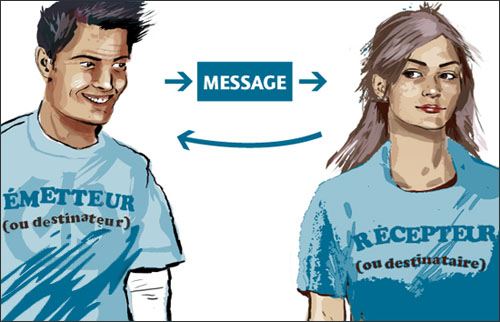 MESSAGE
ÉMETTEUR
(ou destinateur)
RÉCEPTEUR
(ou destinataire)